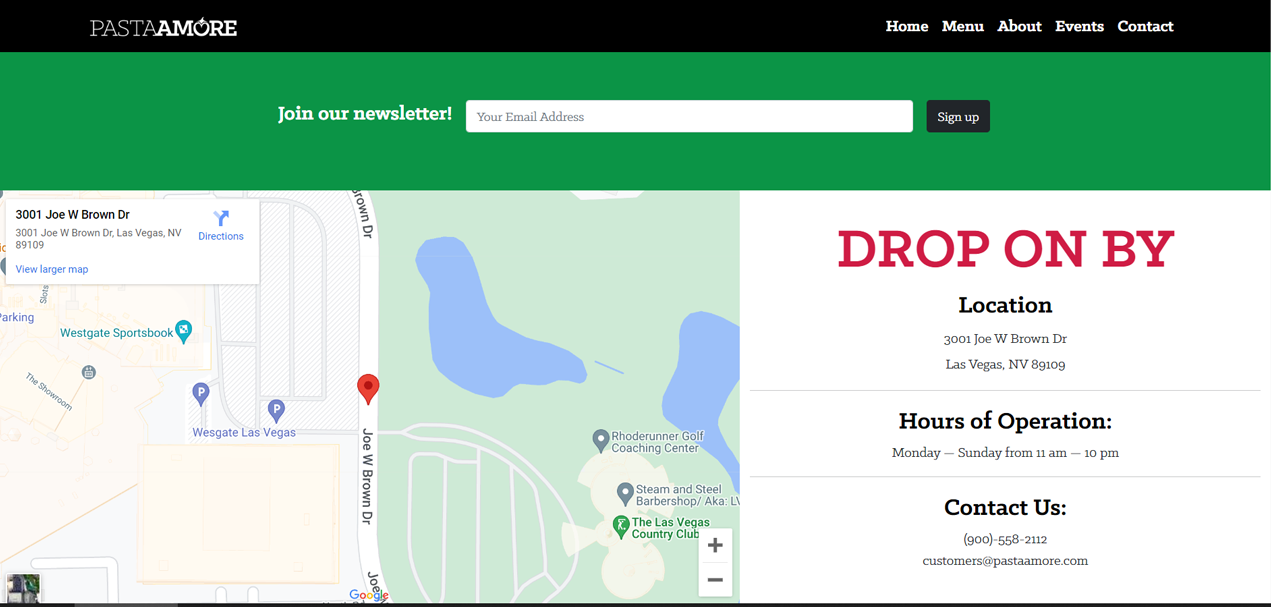 PASTAAMORE
Home Menu About Events Contact
Join our newsletter!
Your Email Address
Sign up
3001 Joe W Brown Dr
3001 Joe W Brown Dr, Las Vegas, NV
89109
Directions
View larger map
Brown Dr
Slots
Parking
Westgate Sportsbook
The Showroom
P
P
Wesgate Las Vegas
Joe W Brown Dr
Rhoderunner Golf
Coaching Center
Steam and Steel
Barbershop/ Aka: LV
The Las Vegas
Country Club
Google
DROP ON BY
Location
3001 Joe W Brown Dr
Las Vegas, NV 89109
Hours of Operation:
Monday — Sunday from 11 am — 10 pm
Contact Us:
(900)-558-2112
customers@pastaamore.com